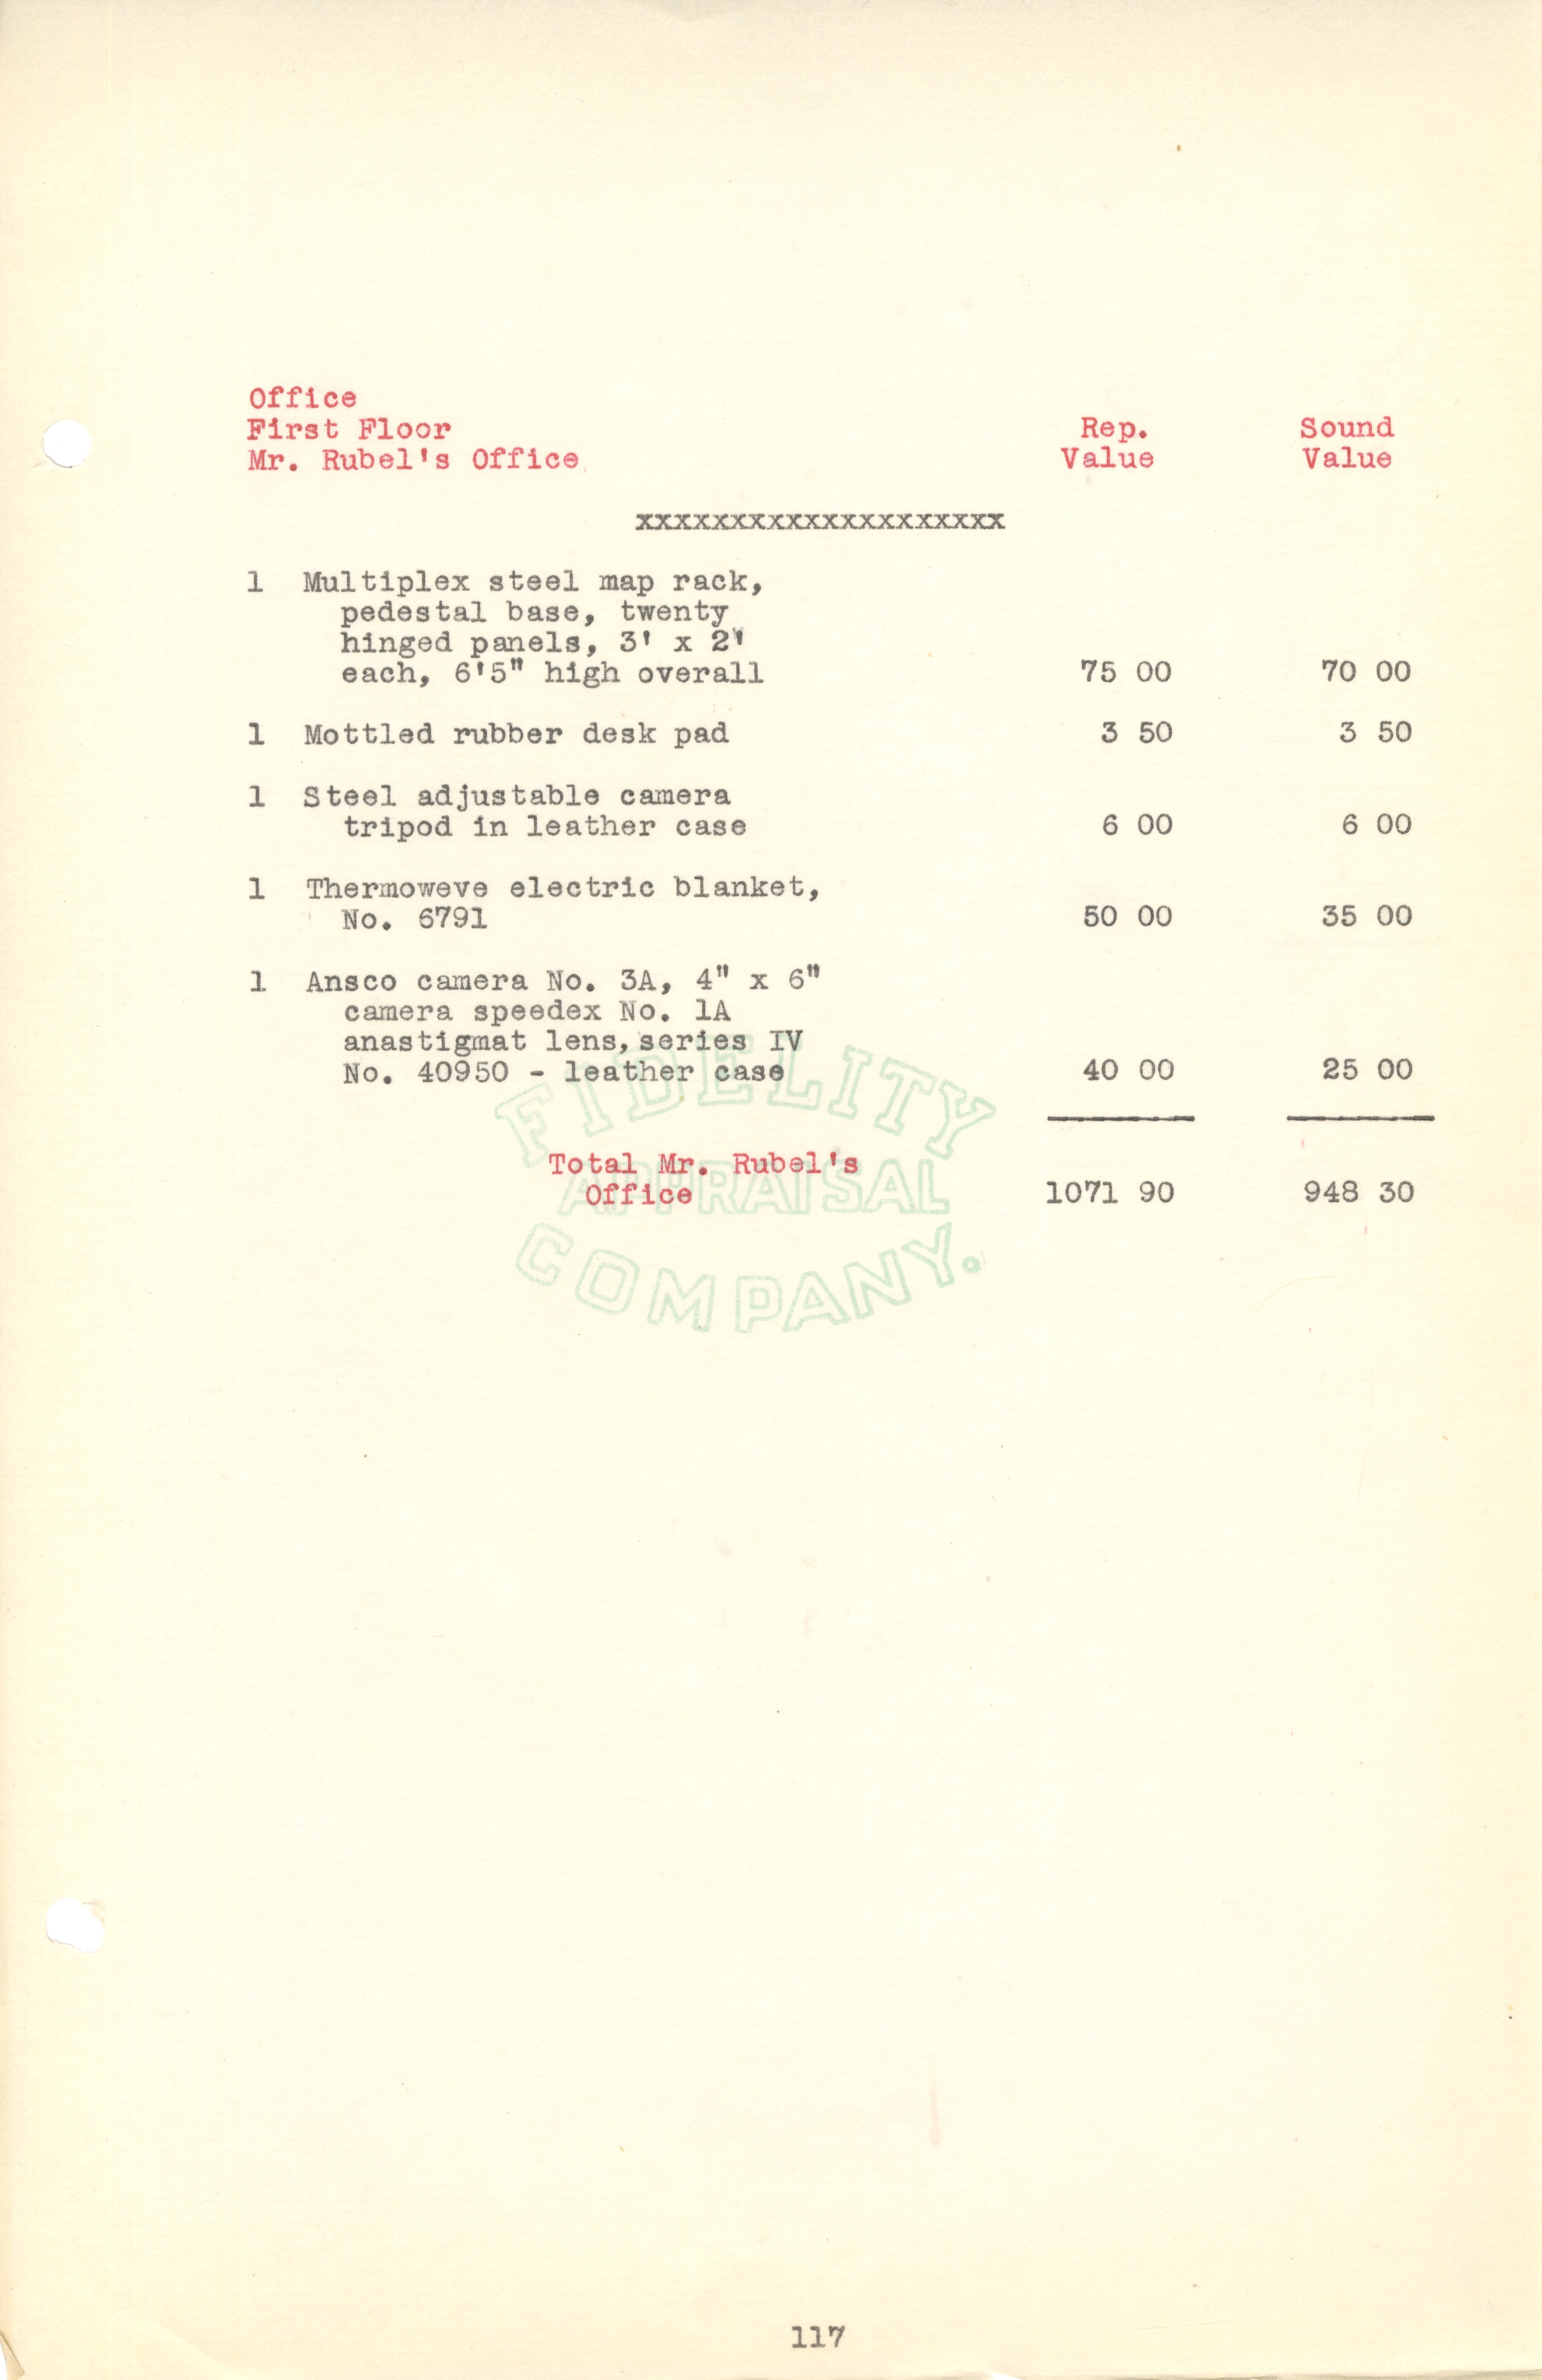 Office
First Floor
Mr. Rubel's Office
Rep. Value
Sound Value
xxxxxxxxxxxxxxxxxxxx
1 Multiplex steel map rack,
pedestal base, twenty
hinged panels, 3' x 2'
each, 6'5" high overall 75 00 70 00
1 Mottled rubber desk pad 3 50 3 50
1 Steel adjustable camera
tripod in leather case 6 00 6 00
1 Thermoweve electric blanket,
No. 6791 50 00 35 00
1 Ansco camera No. 3A, 4" x 6"
camera speedex No. 1A
anastigmat lens, series IV
No. 40950 - leather case 40 00 25 00
Total Mr. Rubel's
Office 1071 90 948 30
FIDELITY
APPRAISAL
COMPANY.
117